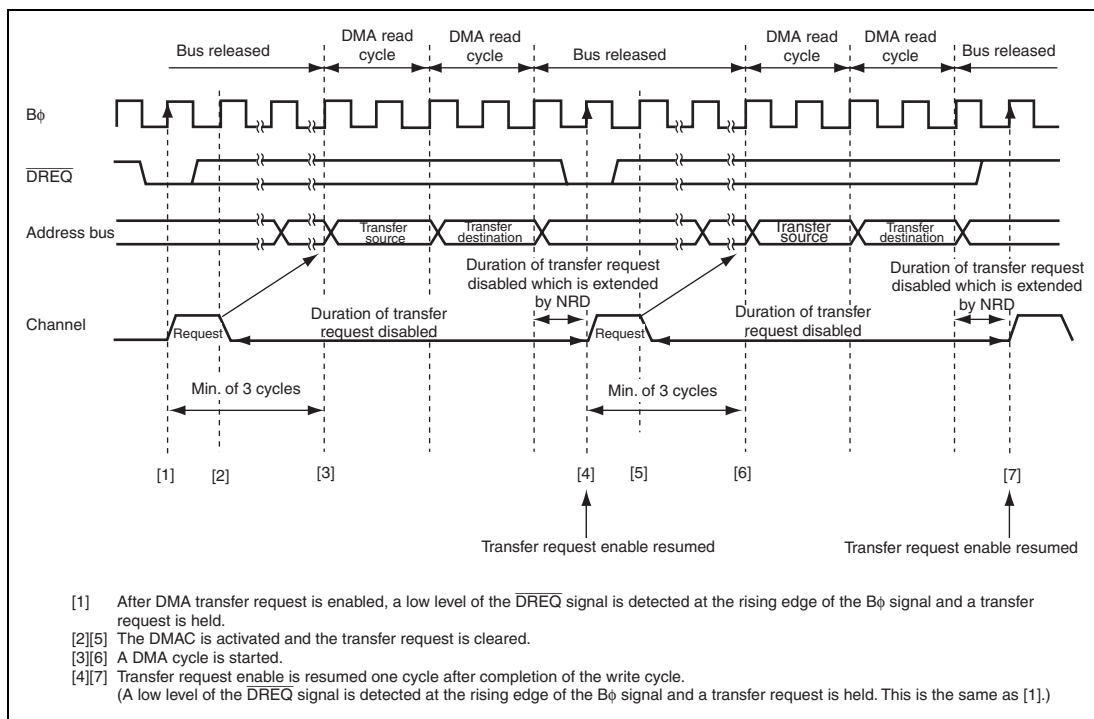 Bus released
DMA read
cycle
DMA read
cycle
Bus released
DMA read
cycle
DMA read
cycle
Bus released
Bϕ
DREQ
Address bus
Transfer
source
Transfer
destination
Transfer
source
Transfer
destination
Duration of transfer request
disabled which is extended
by NRD
Duration of transfer request
disabled which is extended
by NRD
Channel
Request
Duration of transfer
request disabled
Request
Duration of transfer
request disabled
Min. of 3 cycles
Min. of 3 cycles
[1]
[2]
[3]
[4]
[5]
[6]
[7]
Transfer request enable resumed
Transfer request enable resumed
[1] After DMA transfer request is enabled, a low level of the DREQ signal is detected at the rising edge of the Bϕ signal and a transfer
request is held.
[2][5] The DMAC is activated and the transfer request is cleared.
[3][6] A DMA cycle is started.
[4][7] Transfer request enable is resumed one cycle after completion of the write cycle.
(A low level of the DREQ signal is detected at the rising edge of the Bϕ signal and a transfer request is held. This is the same as [1].)